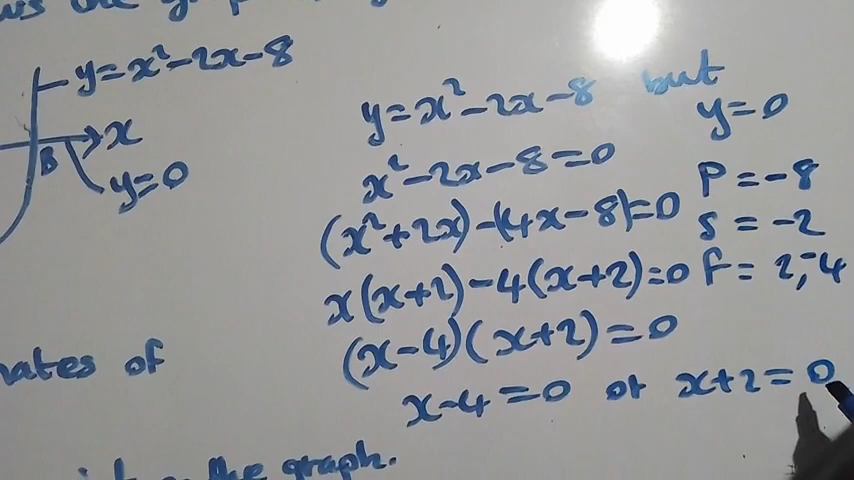 the
y=x²-2x-8
x
B
y=0
y=x²-2x-8 but
y=0
x²-2x-8=0
P=-8
(x²+2x)-(4x-8)=0
S=-2
x(x+2)-4(x+2)=0
F=2,-4
(x-4)(x+2)=0
of
x-4=0 or x+2=0
the graph.